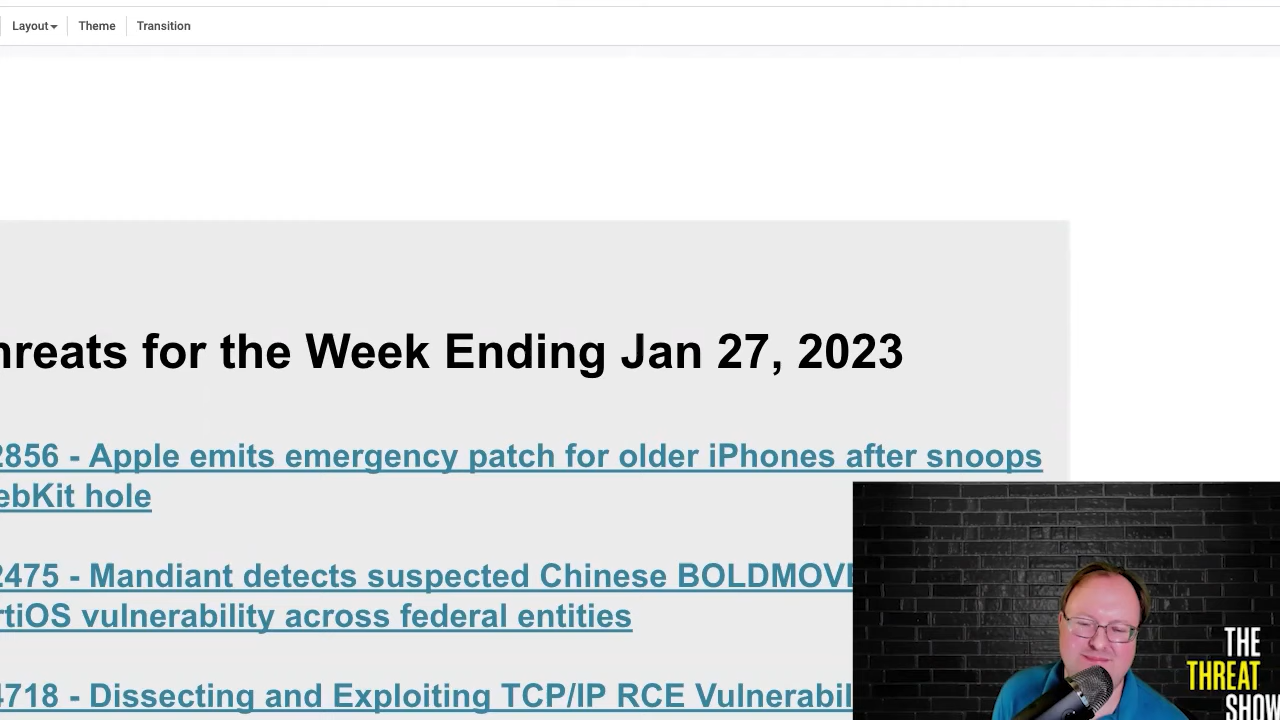 Layout Theme Transition
hreats for the Week Ending Jan 27, 2023
2856 - Apple emits emergency patch for older iPhones after snoops
ebKit hole
2475 - Mandiant detects suspected Chinese BOLDMOVE
rtiOS vulnerability across federal entities
4718 - Dissecting and Exploiting TCP/IP RCE Vulnerabil
THE
THREAT
SHOW